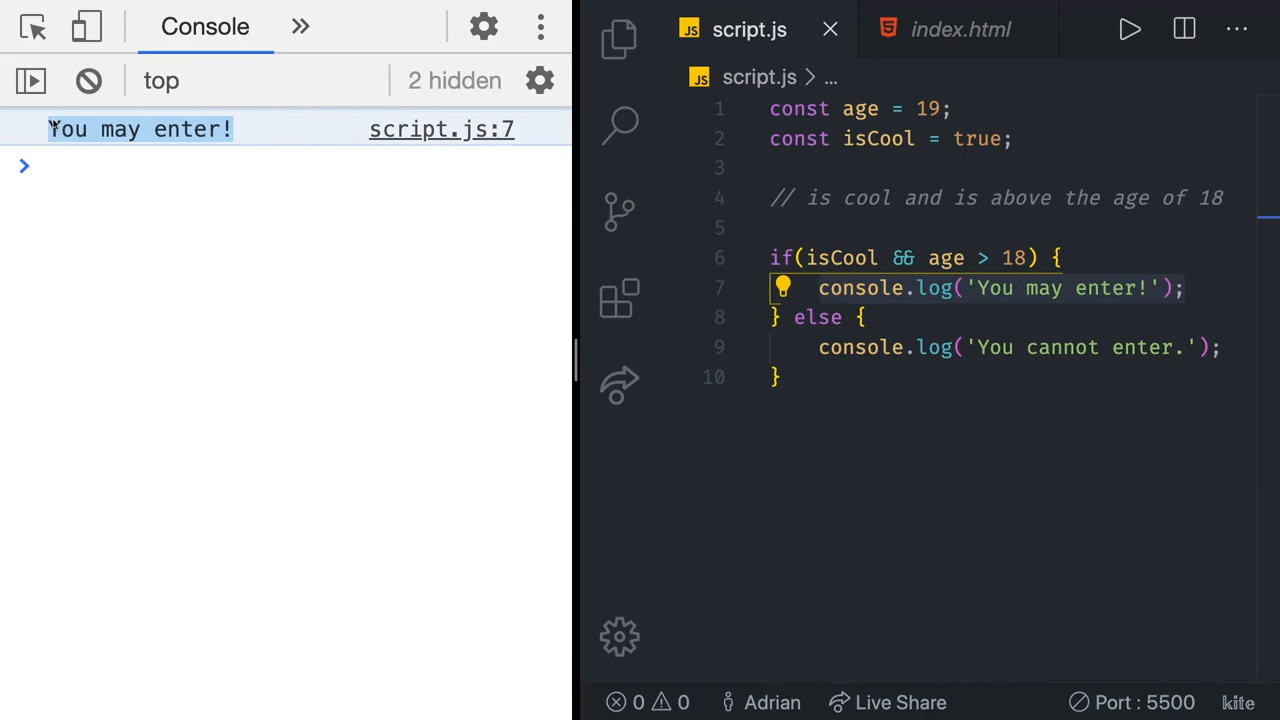 Console
top
2 hidden
You may enter! script.js:7
>
JS script.js
index.html
JS script.js > ...
1 const age = 19;
2 const isCool = true;
3
4 // is cool and is above the age of 18
5
6 if(isCool && age > 18) {
7 console.log('You may enter!');
8 } else {
9 console.log('You cannot enter.');
10 }
0 0 Adrian Live Share Port : 5500 kite